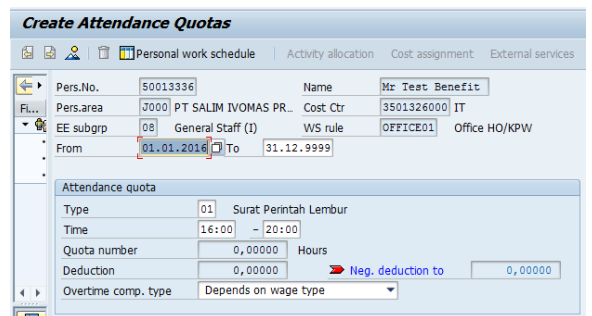 Create Attendance Quotas
Personal work schedule Activity allocation Cost assignment External services
Pers.No. 50013336 Name Mr Test Benefit
Fi... Pers.area J000 PT SALIM IVOMAS PR... Cost Ctr 3501326000 IT
EE subgrp 08 General Staff (I) WS rule OFFICE01 Office HO/KPW
From 01.01.2016 To 31.12.9999
Attendance quota
Type 01 Surat Perintah Lembur
Time 16:00 - 20:00
Quota number 0,00000 Hours
Deduction 0,00000 Neg. deduction to 0,00000
Overtime comp. type Depends on wage type